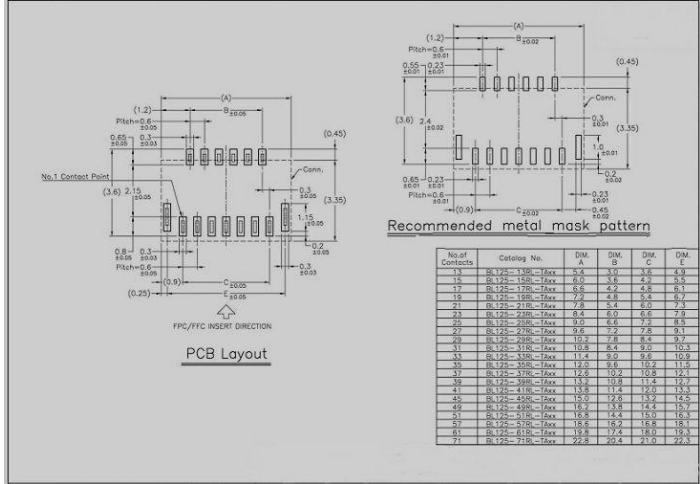 (A)
(1.2)
B ±0.05
Pitch=0.6 ±0.05
0.65 ±0.05
0.3 ±0.03
(0.45)
No.1 Contact Point
Conn.
(3.6)
2.15 ±0.05
0.3 ±0.05
1.15 ±0.05
(3.35)
0.2 ±0.05
0.8 ±0.05
0.3 ±0.03
Pitch=0.6 ±0.05
(0.9)
C ±0.05
0.3 ±0.03
(0.25)
E ±0.05
FPC/FFC INSERT DIRECTION
PCB Layout
(A)
(1.2)
B ±0.02
Pitch=0.6 ±0.01
0.55 ±0.01
0.23 ±0.01
(0.45)
Conn.
(3.6)
2.4 ±0.02
0.3 ±0.01
1.0 ±0.01
(3.35)
0.2 ±0.02
0.65 ±0.01
0.23 ±0.01
Pitch=0.6 ±0.01
0.23 ±0.01
(0.9)
C ±0.02
0.45 ±0.02
Recommended metal mask pattern
No.of Contacts Catalog No. DIM. A DIM. B DIM. C DIM. E
13 BL125-13RL-TAxx 5.4 3.0 3.6 4.9
15 BL125-15RL-TAxx 6.0 3.6 4.2 5.5
17 BL125-17RL-TAxx 6.6 4.2 4.8 6.1
19 BL125-19RL-TAxx 7.2 4.8 5.4 6.7
21 BL125-21RL-TAxx 7.8 5.4 6.0 7.3
23 BL125-23RL-TAxx 8.4 6.0 6.6 7.9
25 BL125-25RL-TAxx 9.0 6.6 7.2 8.5
27 BL125-27RL-TAxx 9.6 7.2 7.8 9.1
29 BL125-29RL-TAxx 10.2 7.8 8.4 9.7
31 BL125-31RL-TAxx 10.8 8.4 9.0 10.3
33 BL125-33RL-TAxx 11.4 9.0 9.6 10.9
35 BL125-35RL-TAxx 12.0 9.6 10.2 11.5
37 BL125-37RL-TAxx 12.6 10.2 10.8 12.1
39 BL125-39RL-TAxx 13.2 10.8 11.4 12.7
41 BL125-41RL-TAxx 13.8 11.4 12.0 13.3
45 BL125-45RL-TAxx 15.0 12.6 13.2 14.5
49 BL125-49RL-TAxx 16.2 13.8 14.4 15.7
51 BL125-51RL-TAxx 16.8 14.4 15.0 16.3
57 BL125-57RL-TAxx 18.6 16.2 16.8 18.1
61 BL125-61RL-TAxx 19.8 17.4 18.0 19.3
71 BL125-71RL-TAxx 22.8 20.4 21.0 22.3